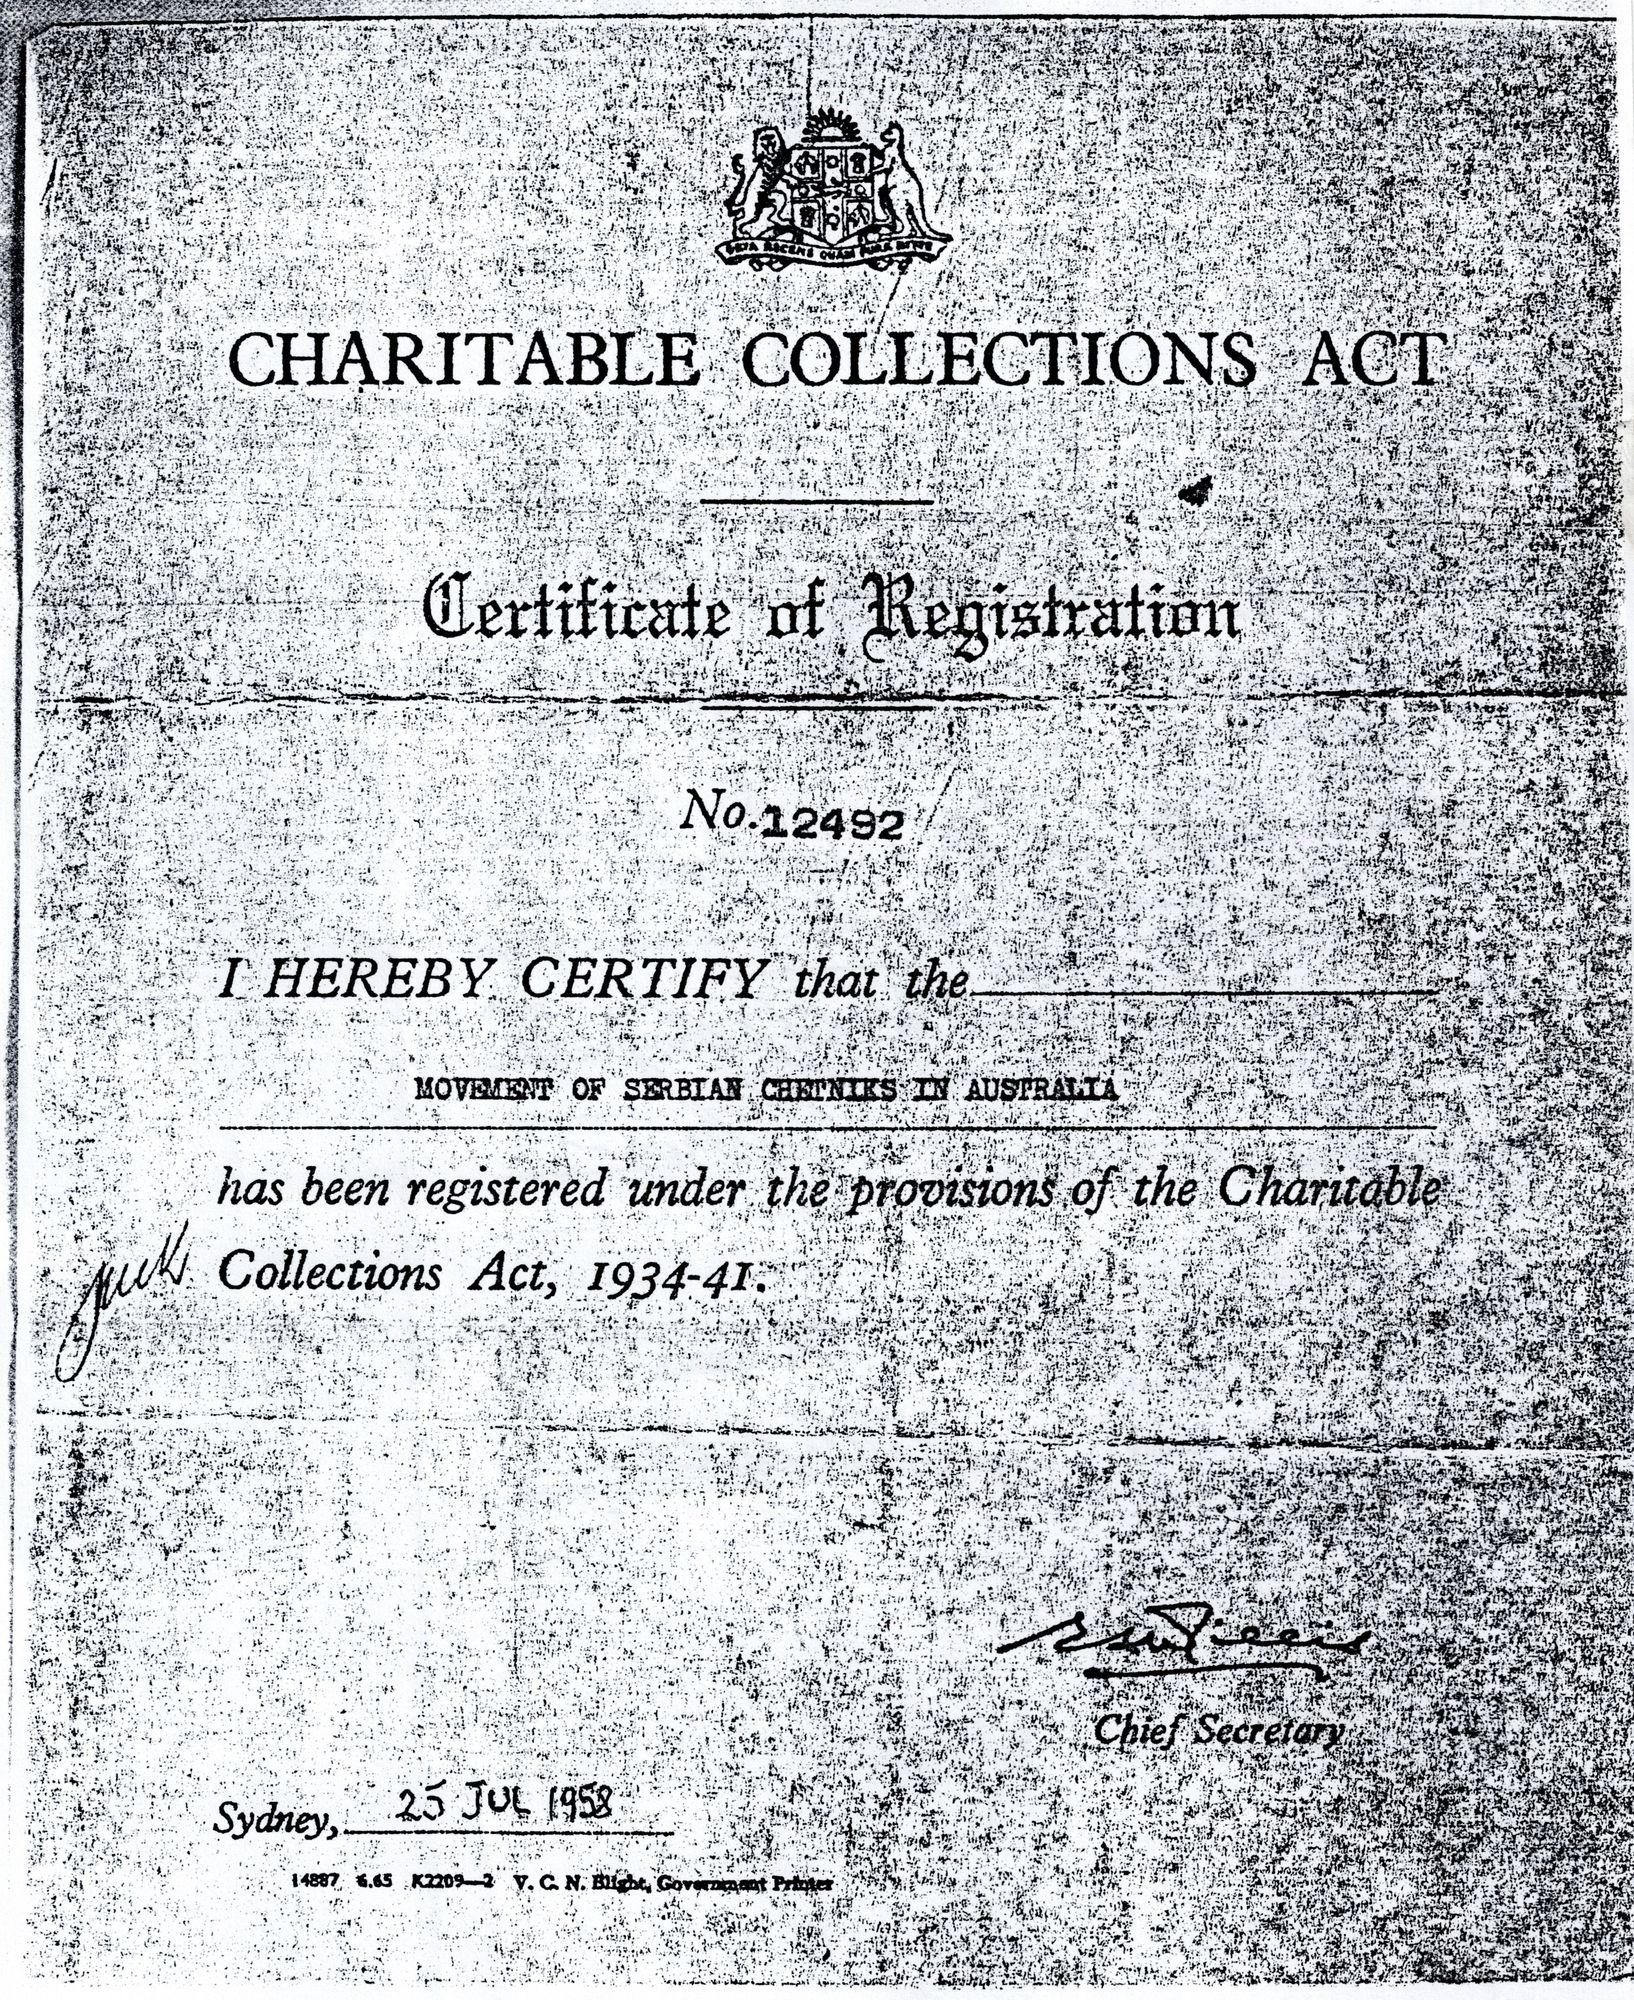 CHARITABLE COLLECTIONS ACT
Certificate of Registration
No. 12492
I HEREBY CERTIFY that the
MOVEMENT OF SERBIAN CHETNIKS IN AUSTRALIA
has been registered under the provisions of the Charitable
Collections Act, 1934-41.
Chief Secretary
Sydney, 25 JUL 1958
14887 6.65 K2209—2 V. C. N. Blight, Government Printer